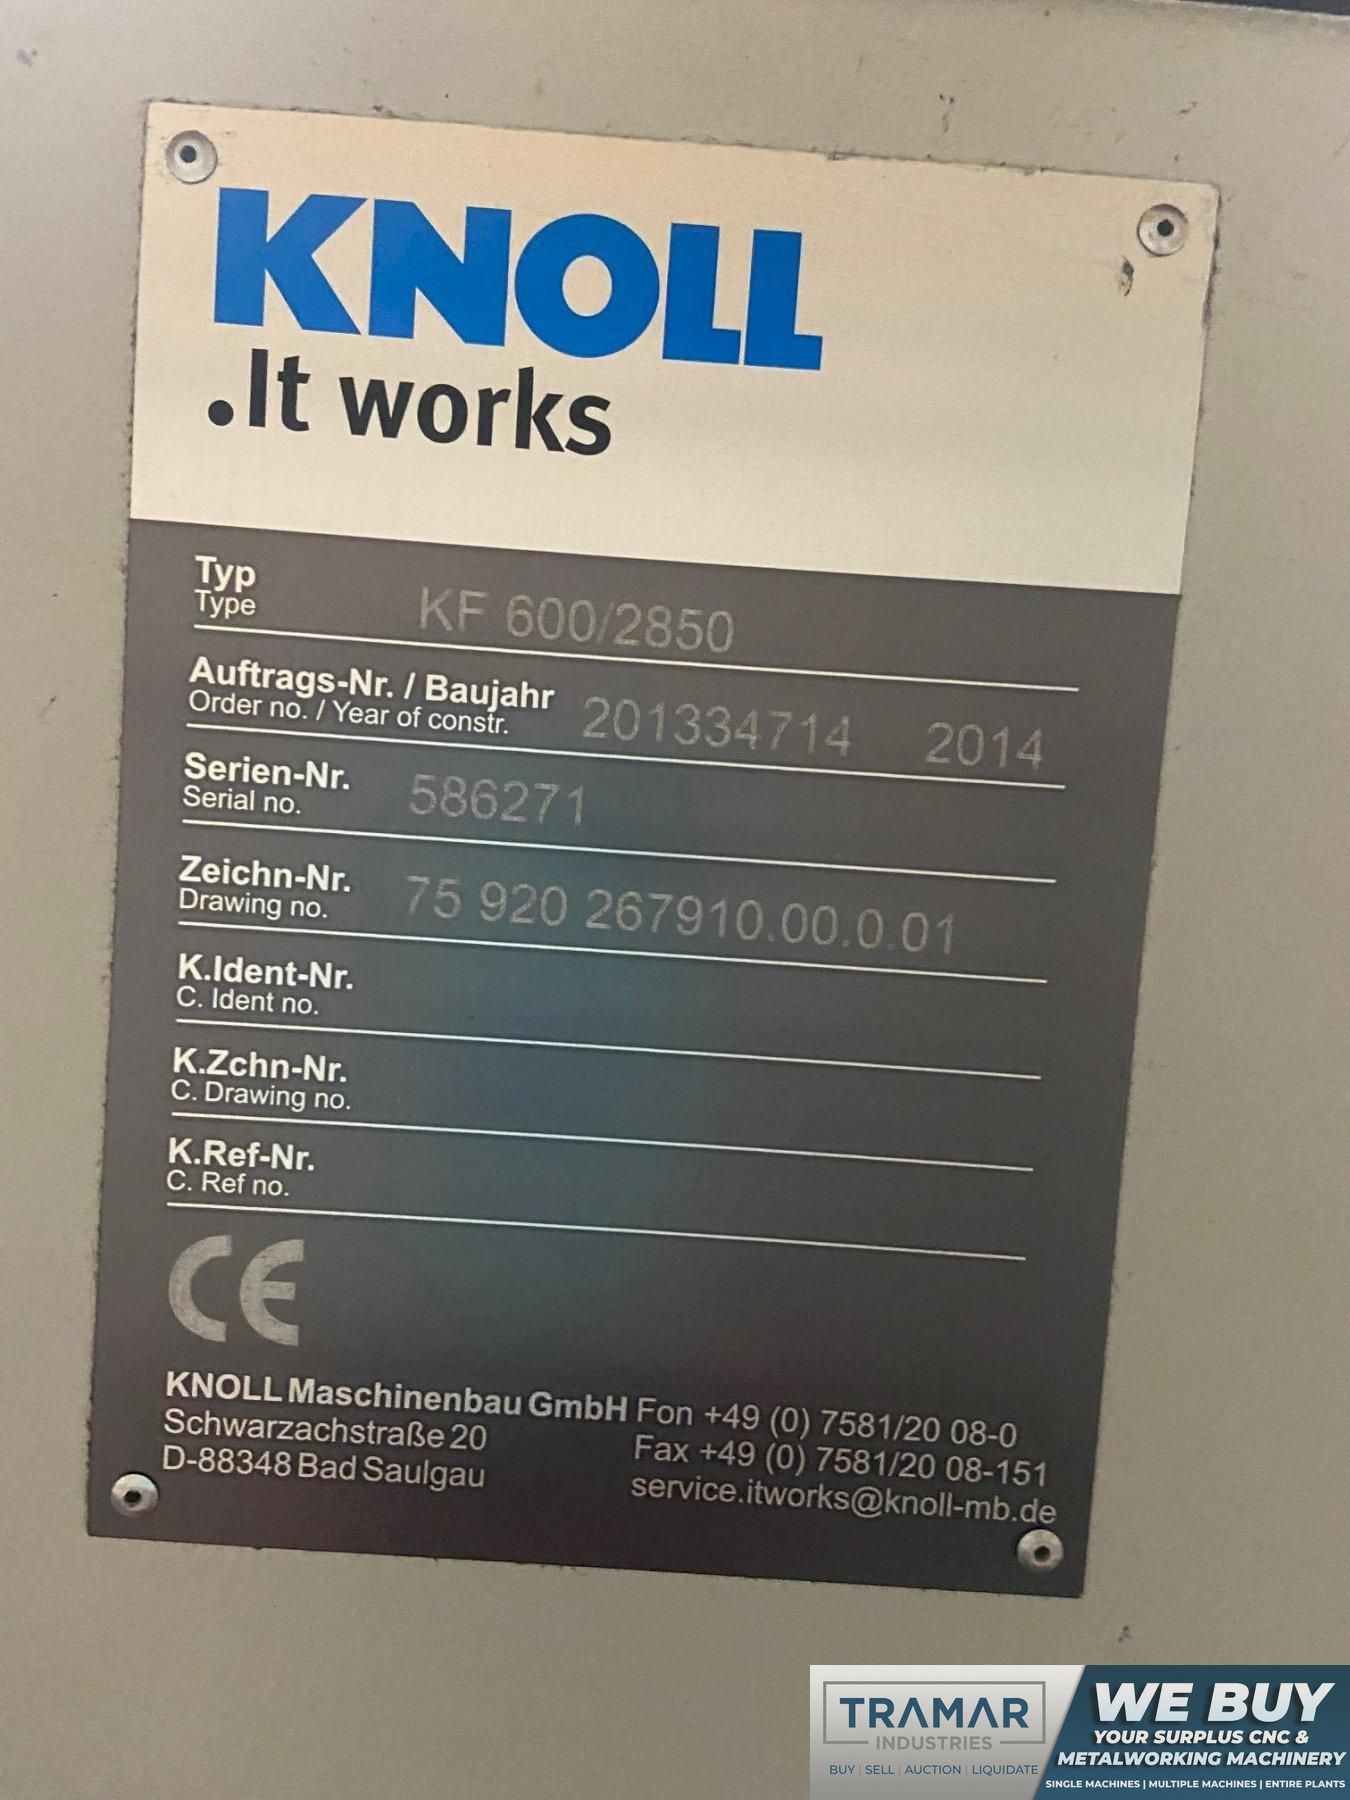 KNOLL
.It works
Typ
Type
KF 600/2850
Auftrags-Nr. / Baujahr
Order no. / Year of constr.
201334714 2014
Serien-Nr.
Serial no.
586271
Zeichn-Nr.
Drawing no.
75 920 267910.00.0.01
K.Ident-Nr.
C. Ident no.
K.Zchn-Nr.
C. Drawing no.
K.Ref-Nr.
C. Ref no.
CE
KNOLL Maschinenbau GmbH Fon +49 (0) 7581/20 08-0
Schwarzachstraße 20 Fax +49 (0) 7581/20 08-151
D-88348 Bad Saulgau service.itworks@knoll-mb.de
TRAMAR
INDUSTRIES
BUY | SELL | AUCTION | LIQUIDATE
WE BUY
YOUR SURPLUS CNC &
METALWORKING MACHINERY
SINGLE MACHINES | MULTIPLE MACHINES | ENTIRE PLANTS